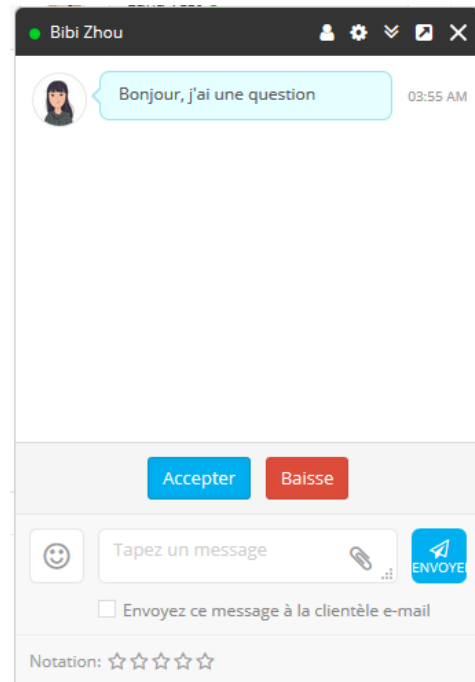 Bibi Zhou
Bonjour, j'ai une question
03:55 AM
Accepter
Baisse
Tapez un message
ENVOYE
Envoyez ce message à la clientèle e-mail
Notation: